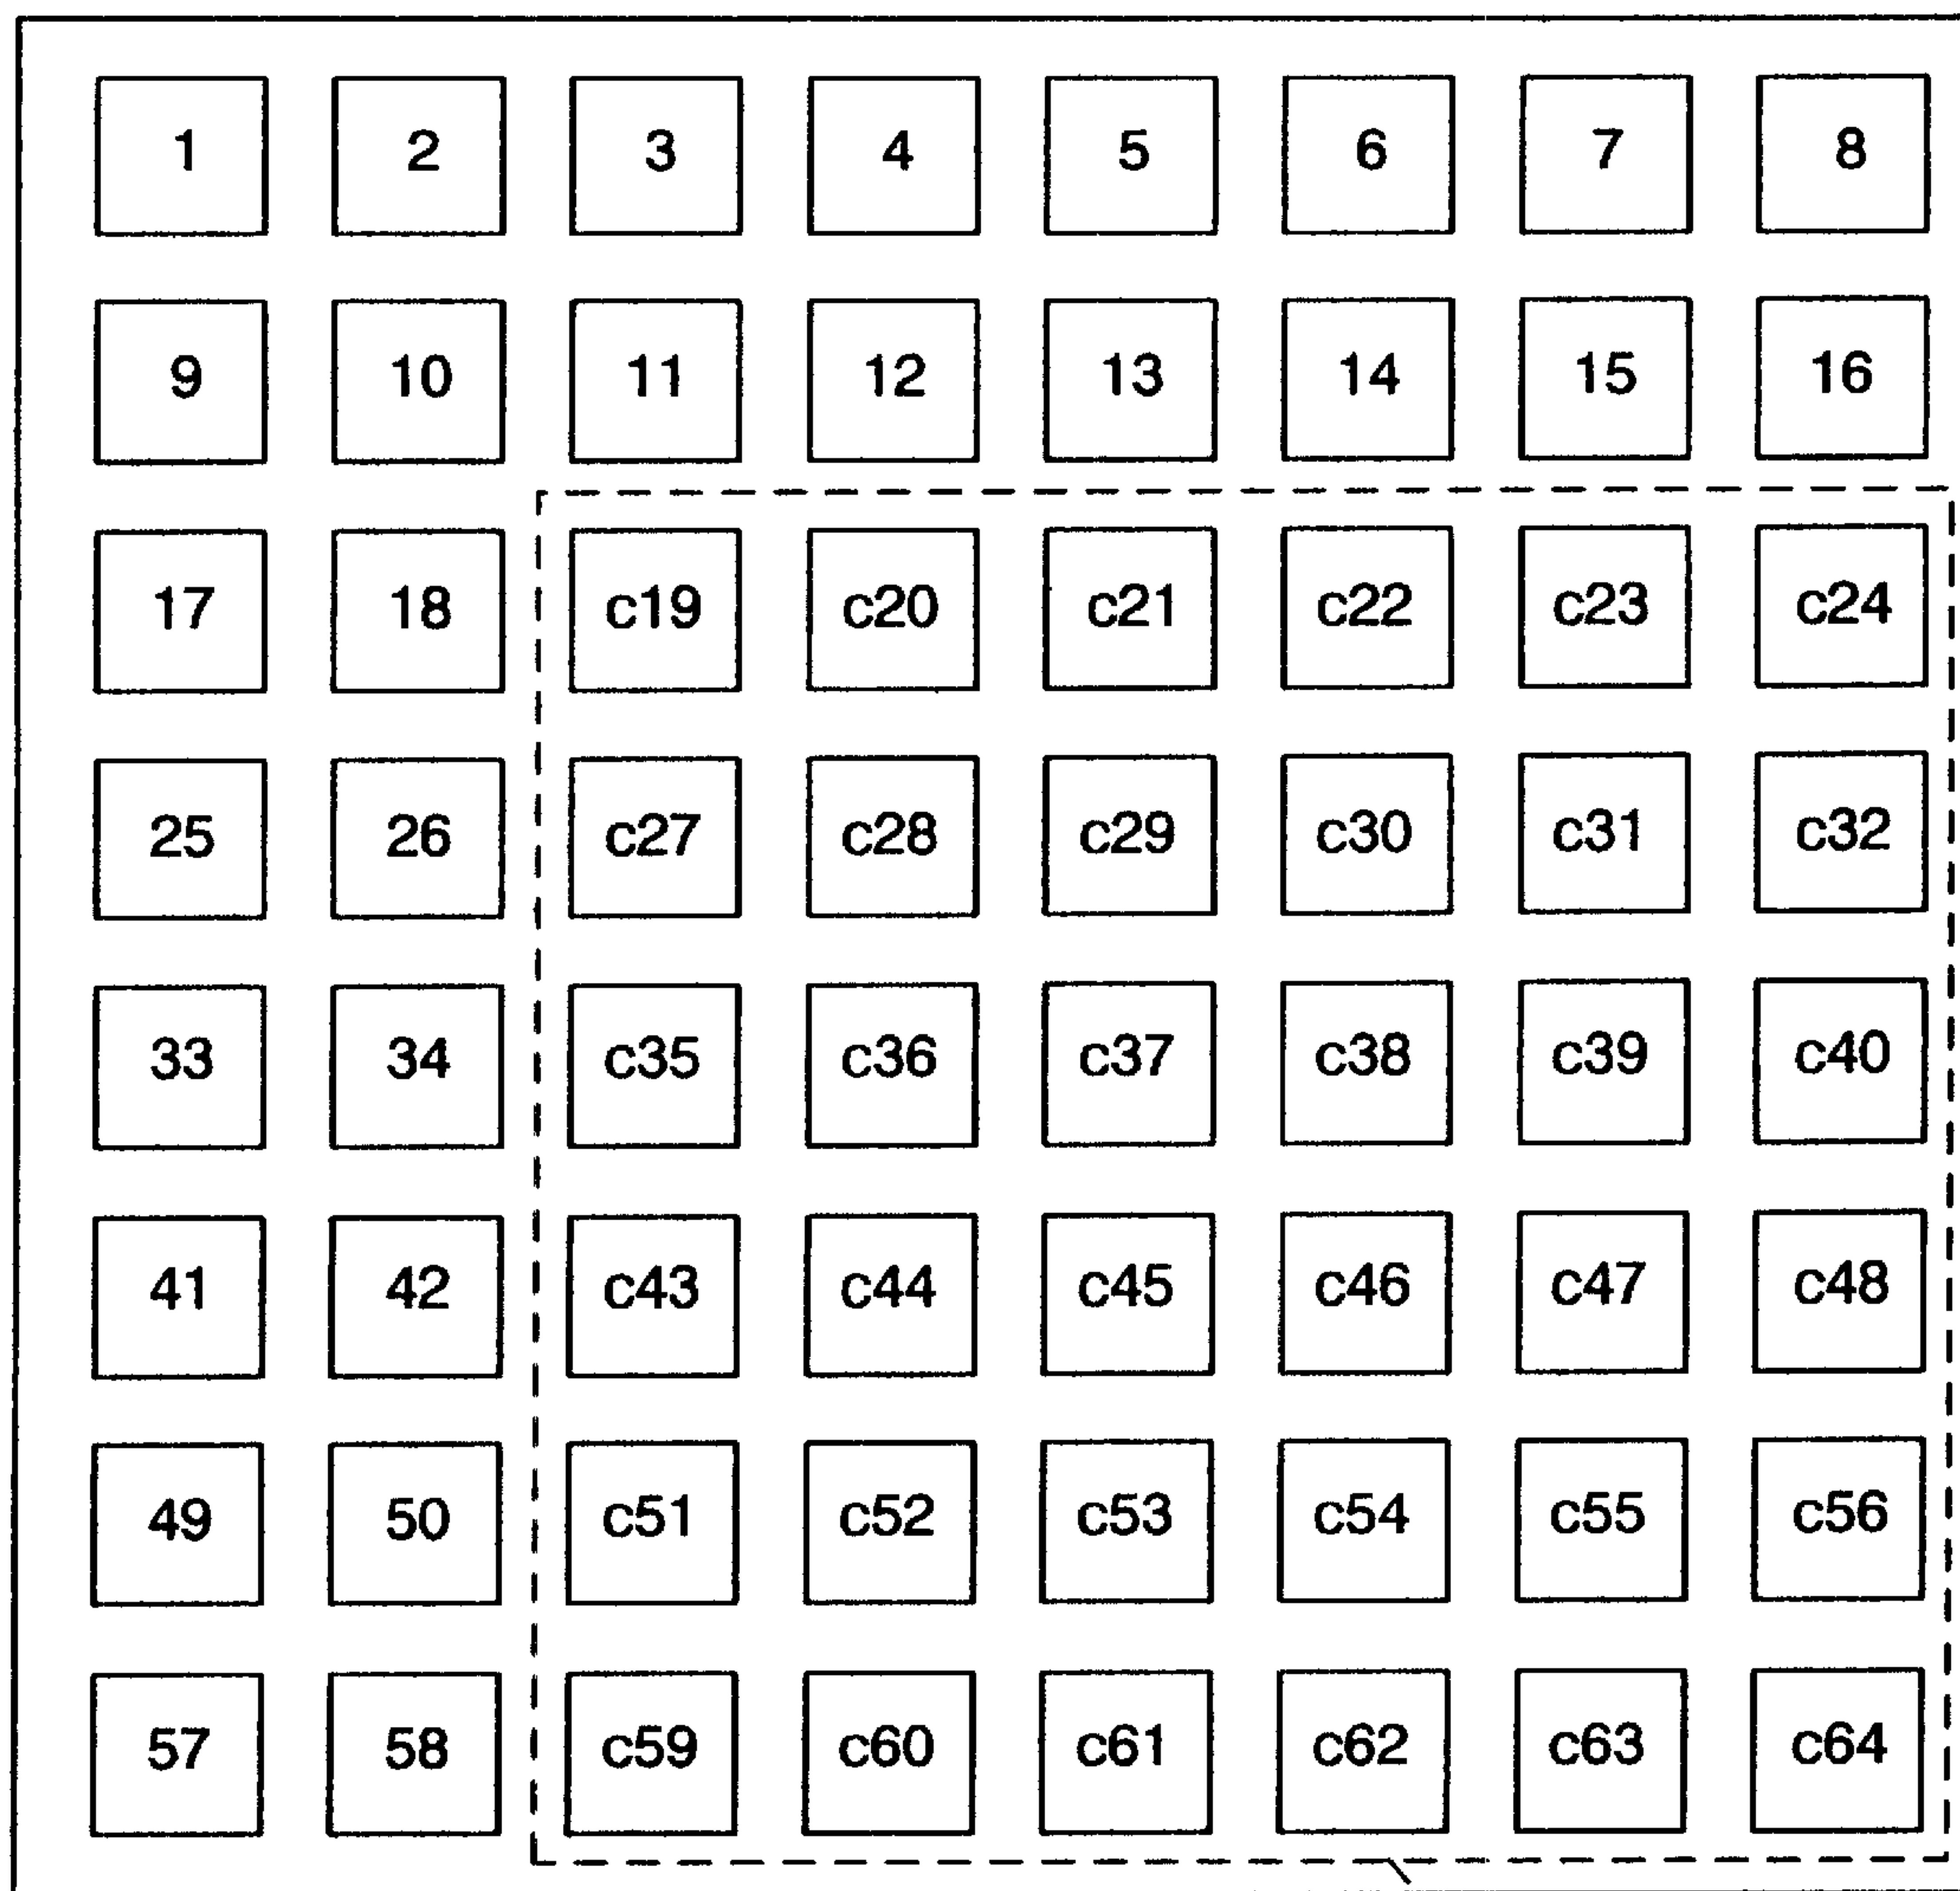 1 2 3 4 5 6 7 8
9 10 11 12 13 14 15 16
17 18 c19 c20 c21 c22 c23 c24
25 26 c27 c28 c29 c30 c31 c32
33 34 c35 c36 c37 c38 c39 c40
41 42 c43 c44 c45 c46 c47 c48
49 50 c51 c52 c53 c54 c55 c56
57 58 c59 c60 c61 c62 c63 c64